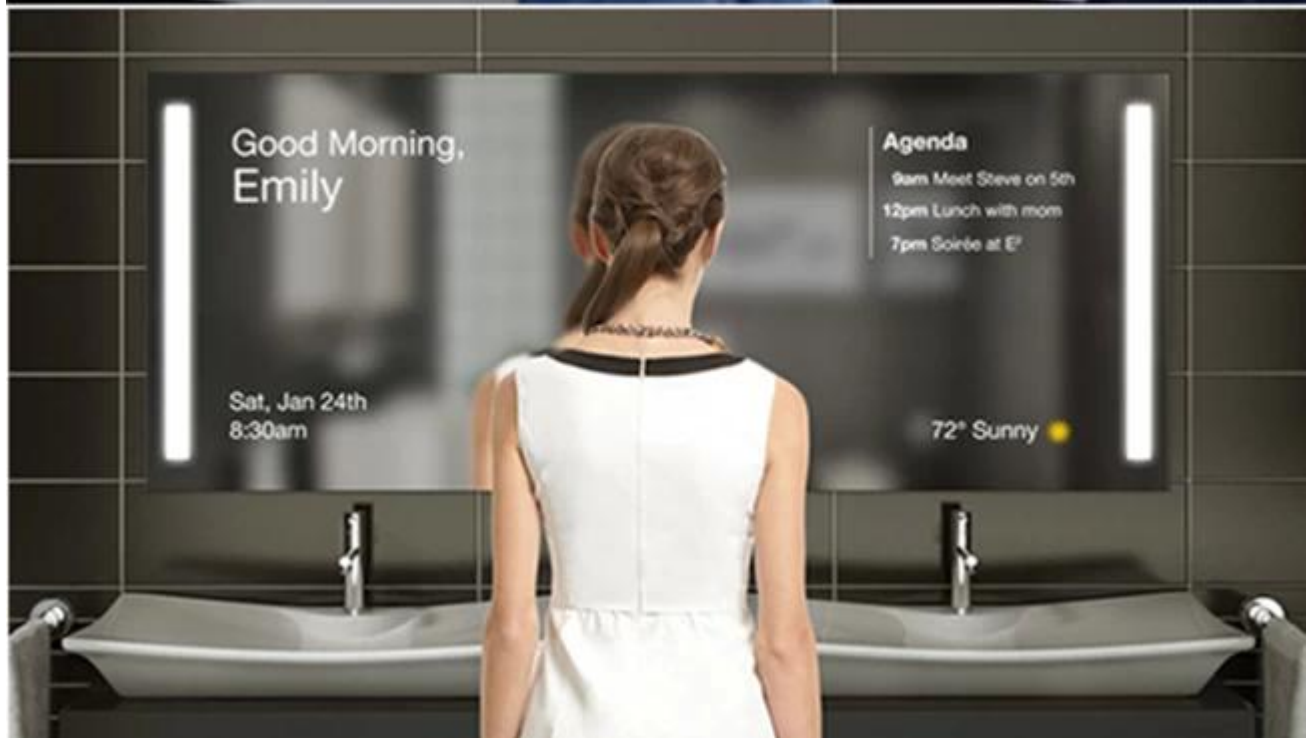 Good Morning,
Emily
Agenda
9am Meet Steve on 5th
12pm Lunch with mom
7pm Soirée at E²
Sat, Jan 24th
8:30am
72° Sunny